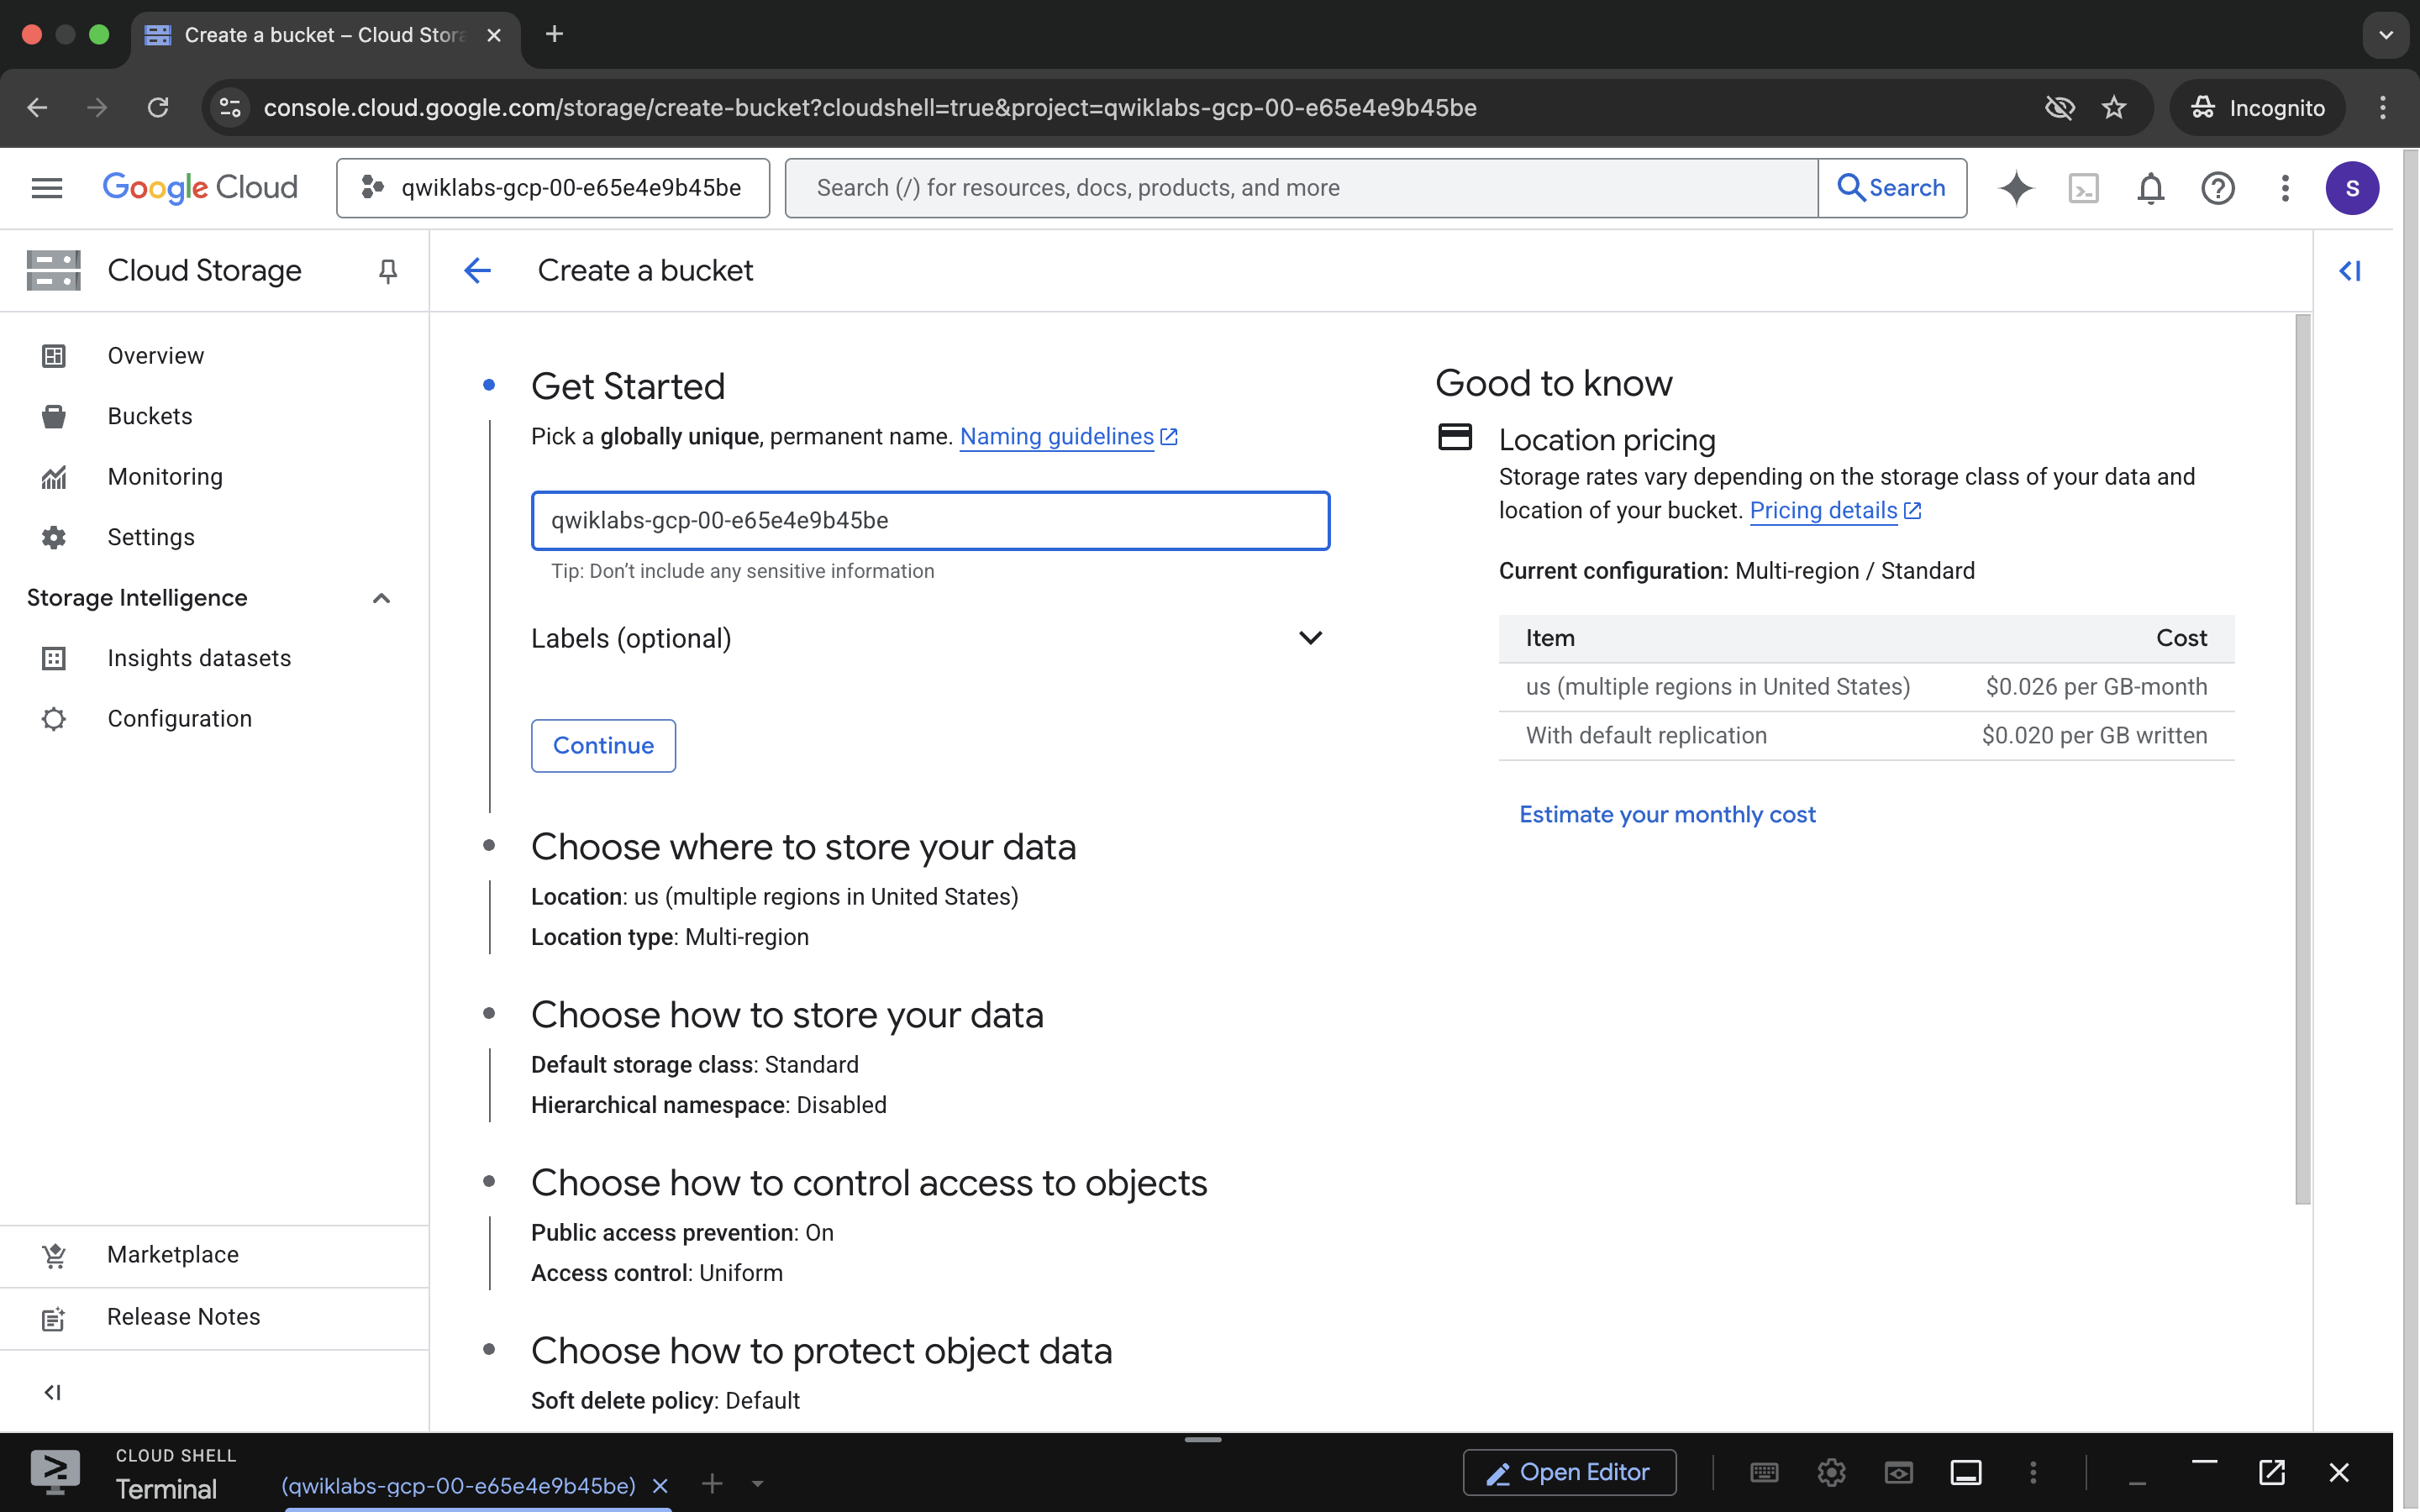 Create a bucket – Cloud Stora
console.cloud.google.com/storage/create-bucket?cloudshell=true&project=qwiklabs-gcp-00-e65e4e9b45be
Incognito
Google Cloud
qwiklabs-gcp-00-e65e4e9b45be
Search (/) for resources, docs, products, and more
Search
S
Cloud Storage
Overview
Buckets
Monitoring
Settings
Storage Intelligence
Insights datasets
Configuration
Marketplace
Release Notes
Create a bucket
Get Started
Pick a globally unique, permanent name. Naming guidelines
qwiklabs-gcp-00-e65e4e9b45be
Tip: Don’t include any sensitive information
Labels (optional)
Continue
Choose where to store your data
Location: us (multiple regions in United States)
Location type: Multi-region
Choose how to store your data
Default storage class: Standard
Hierarchical namespace: Disabled
Choose how to control access to objects
Public access prevention: On
Access control: Uniform
Choose how to protect object data
Soft delete policy: Default
Good to know
Location pricing
Storage rates vary depending on the storage class of your data and
location of your bucket. Pricing details
Current configuration: Multi-region / Standard
Item Cost
us (multiple regions in United States) $0.026 per GB-month
With default replication $0.020 per GB written
Estimate your monthly cost
CLOUD SHELL
Terminal
(qwiklabs-gcp-00-e65e4e9b45be)
Open Editor